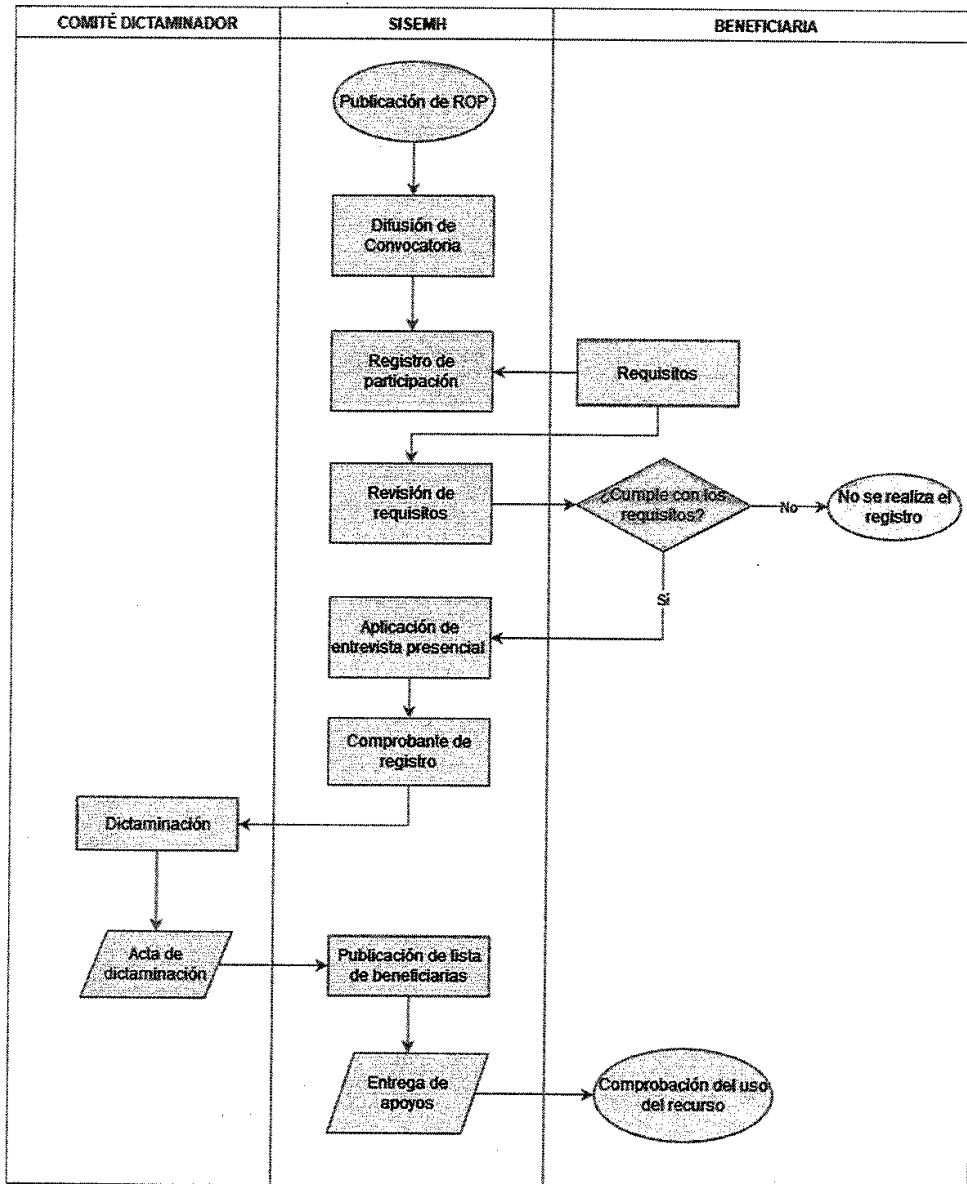 COMITÉ DICTAMINADOR
SISEMH
BENEFICIARIA
Publicación de ROP
Difusión de
Convocatoria
Registro de
participación
Requisitos
Revisión de
requisitos
¿Cumple con los
requisitos?
No
No se realiza el
registro
Sí
Aplicación de
entrevista presencial
Comprobante de
registro
Dictaminación
Acta de
dictaminación
Publicación de lista
de beneficiarias
Entrega de
apoyos
Comprobación del uso
del recurso